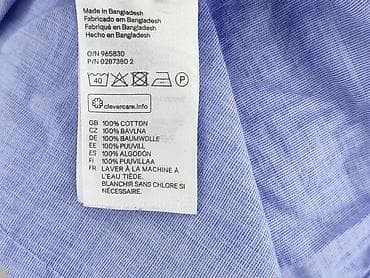 Made in Bangladesh
Fabricado em Bangladesh
Fabriqué en Bangladesh
Hecho en Bangladesh
O/N 965830
P/N 0287380 2
40 P
clevercare.info
GB 100% COTTON
CZ 100% BAVLNA
DE 100% BAUMWOLLE
EE 100% PUUVILL
ES 100% ALGODÓN
FI 100% PUUVILLAA
FR LAVER À LA MACHINE À
L'EAU TIÈDE.
BLANCHIR SANS CHLORE SI
NÉCESSAIRE.